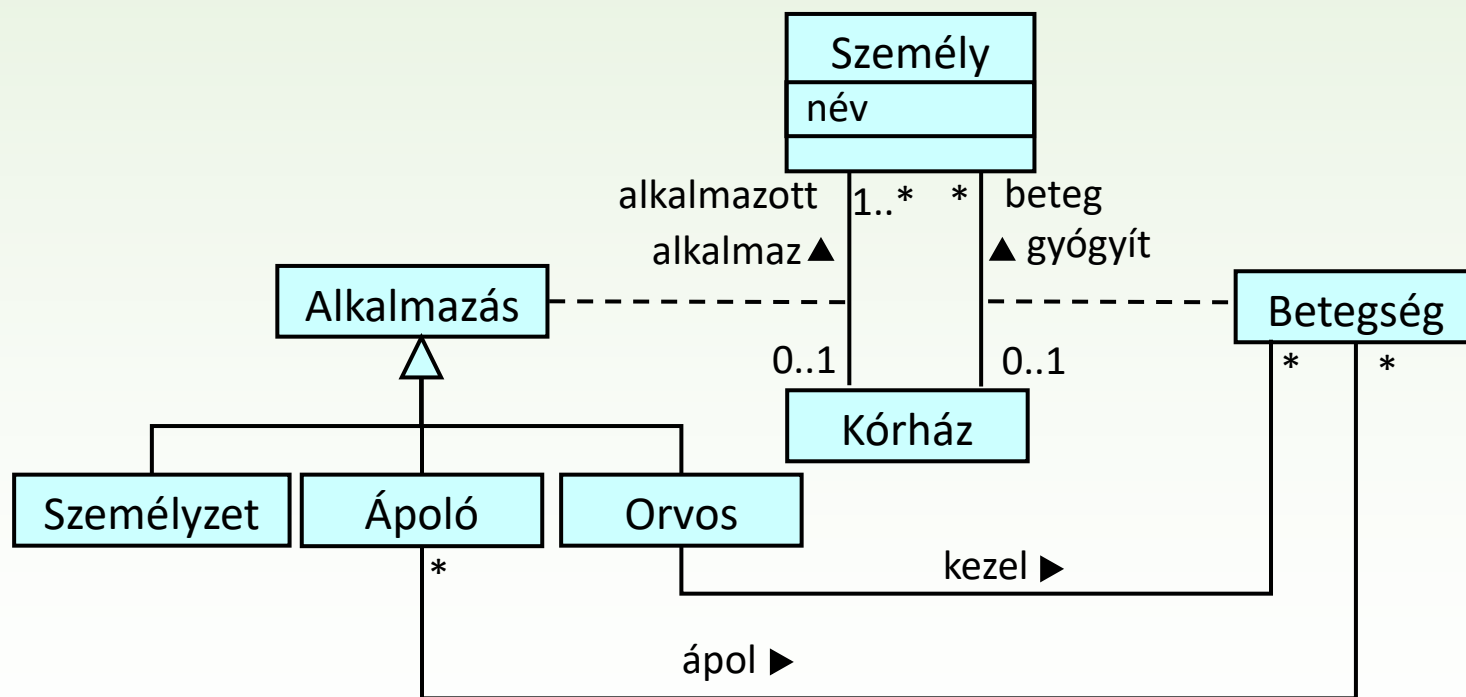 Személy
név
alkalmazott 1..* * beteg
alkalmaz ▲ ▲ gyógyít
Alkalmazás Betegség
0..1 0..1 * *
Kórház
Személyzet Ápoló Orvos
* kezel ▶
ápol ▶